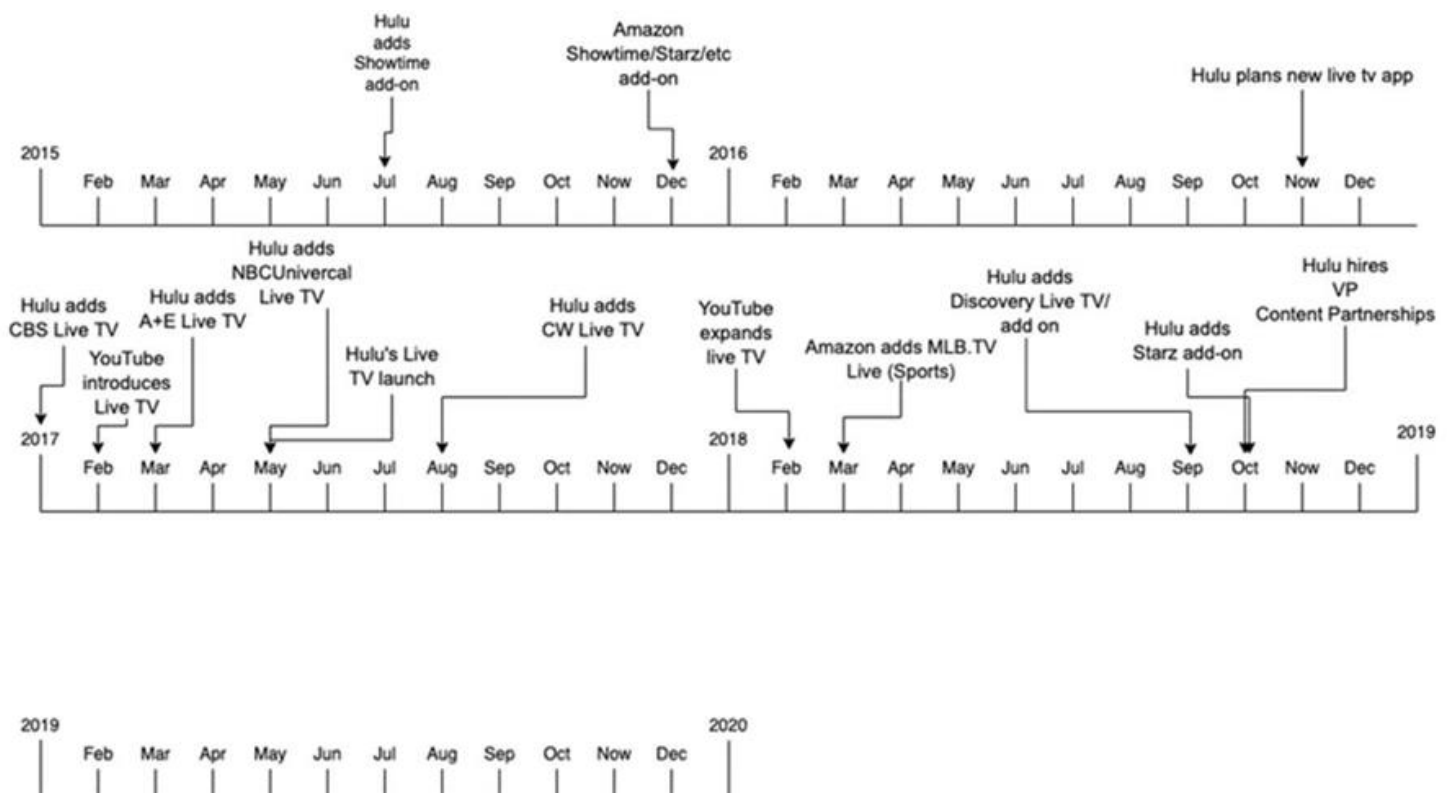 Hulu
adds
Showtime
add-on
Amazon
Showtime/Starz/etc
add-on
Hulu plans new live tv app
2015
2016
Feb Mar Apr May Jun Jul Aug Sep Oct Now Dec Feb Mar Apr May Jun Jul Aug Sep Oct Now Dec
Hulu adds
CBS Live TV
YouTube
introduces
Live TV
Hulu adds
A+E Live TV
Hulu adds
NBCUnivercal
Live TV
Hulu's Live
TV launch
Hulu adds
CW Live TV
YouTube
expands
live TV
Amazon adds MLB.TV
Live (Sports)
Hulu adds
Discovery Live TV/
add on
Hulu adds
Starz add-on
Hulu hires
VP
Content Partnerships
2017
2018
2019
Feb Mar Apr May Jun Jul Aug Sep Oct Now Dec Feb Mar Apr May Jun Jul Aug Sep Oct Now Dec
2019
2020
Feb Mar Apr May Jun Jul Aug Sep Oct Now Dec